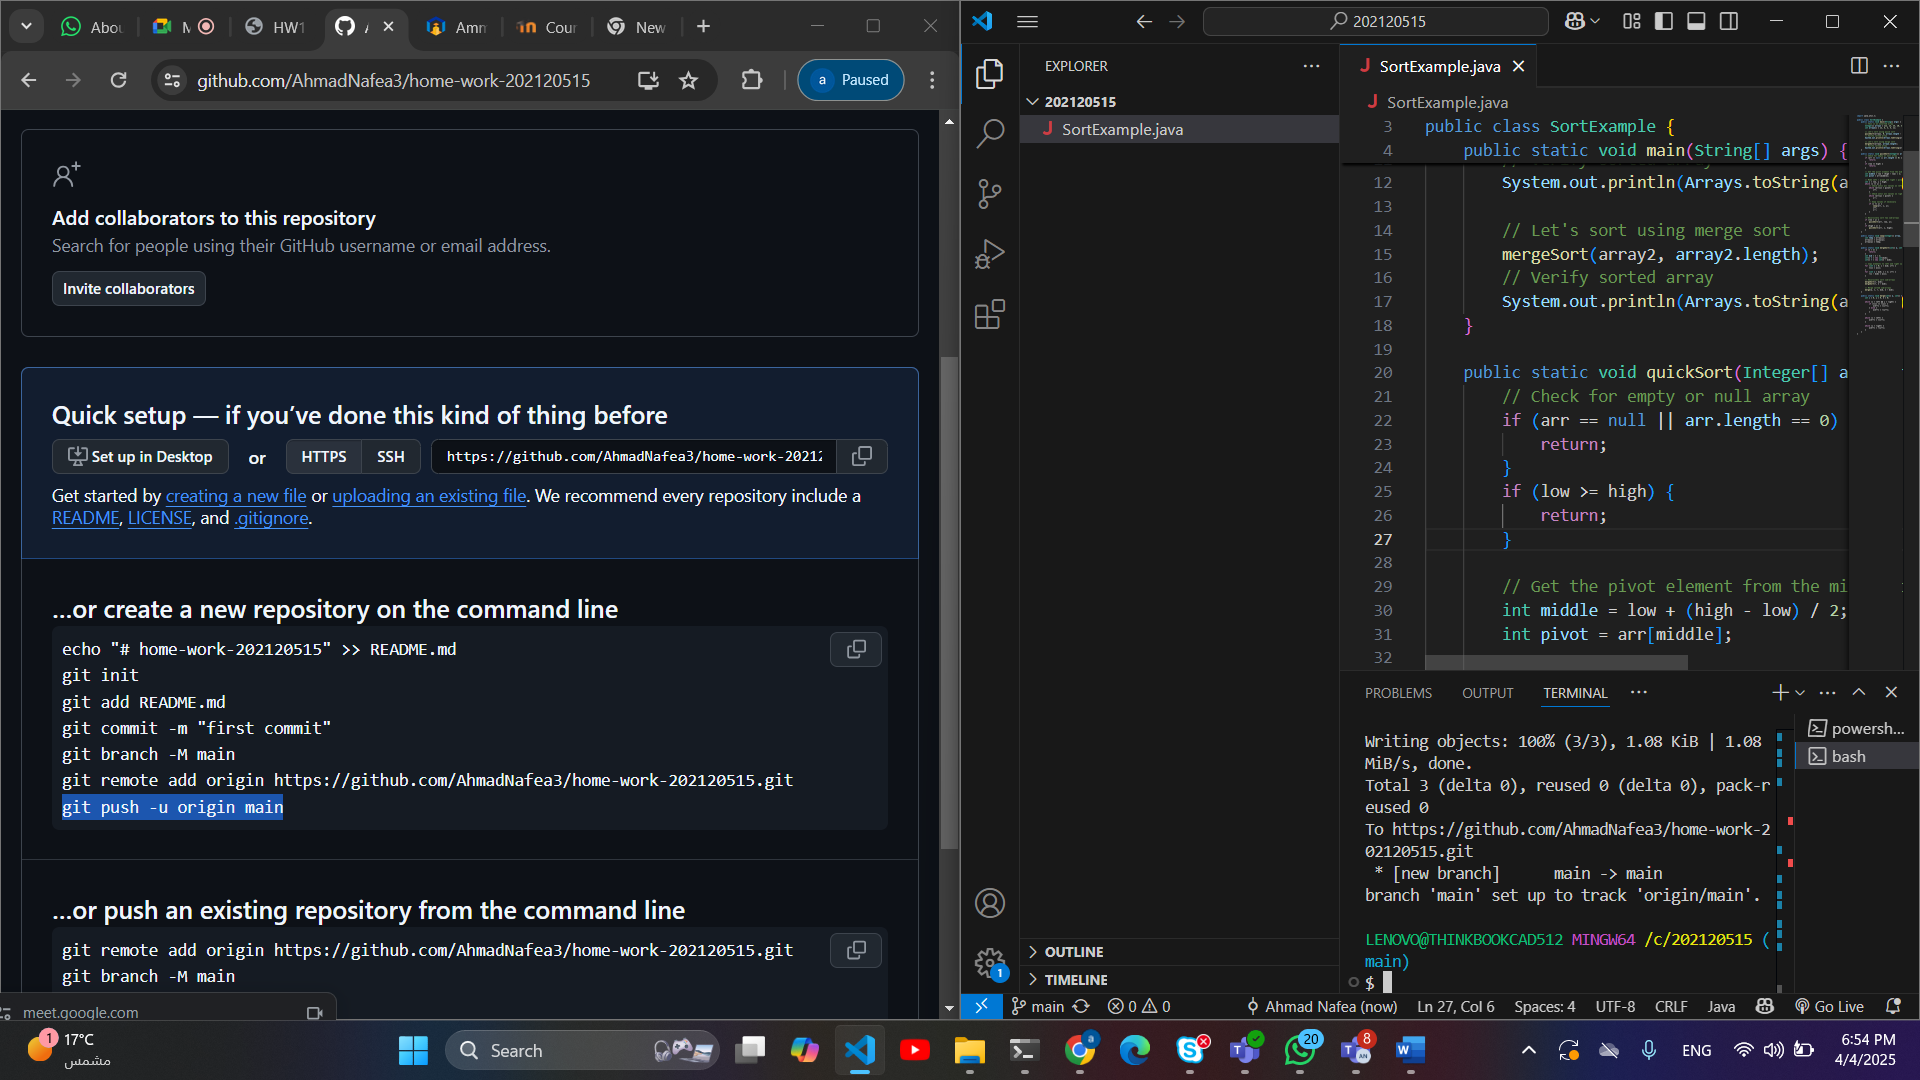 Abou
M
HW1
A
Amm
Cour
New
github.com/AhmadNafea3/home-work-202120515
a
Paused
Add collaborators to this repository
Search for people using their GitHub username or email address.
Invite collaborators
Quick setup — if you've done this kind of thing before
Set up in Desktop
or
HTTPS
SSH
https://github.com/AhmadNafea3/home-work-20212
Get started by creating a new file or uploading an existing file. We recommend every repository include a
README, LICENSE, and .gitignore.
...or create a new repository on the command line
echo "# home-work-202120515" >> README.md
git init
git add README.md
git commit -m "first commit"
git branch -M main
git remote add origin https://github.com/AhmadNafea3/home-work-202120515.git
git push -u origin main
...or push an existing repository from the command line
git remote add origin https://github.com/AhmadNafea3/home-work-202120515.git
git branch -M main
meet.google.com
202120515
EXPLORER
202120515
J SortExample.java
OUTLINE
TIMELINE
1
J SortExample.java
J SortExample.java
3 public class SortExample {
4 public static void main(String[] args) {
12 System.out.println(Arrays.toString(a
13
14 // Let's sort using merge sort
15 mergeSort(array2, array2.length);
16 // Verify sorted array
17 System.out.println(Arrays.toString(a
18 }
19
20 public static void quickSort(Integer[] a
21 // Check for empty or null array
22 if (arr == null || arr.length == 0)
23 return;
24 }
25 if (low >= high) {
26 return;
27 }
28
29 // Get the pivot element from the mi
30 int middle = low + (high - low) / 2;
31 int pivot = arr[middle];
32
PROBLEMS
OUTPUT
TERMINAL
powersh...
bash
Writing objects: 100% (3/3), 1.08 KiB | 1.08
MiB/s, done.
Total 3 (delta 0), reused 0 (delta 0), pack-r
eused 0
To https://github.com/AhmadNafea3/home-work-2
02120515.git
* [new branch] main -> main
branch 'main' set up to track 'origin/main'.
LENOVO@THINKBOOKCAD512 MINGW64 /c/202120515 (
main)
$
main
0
0
Ahmad Nafea (now)
Ln 27, Col 6
Spaces: 4
UTF-8
CRLF
Java
Go Live
1
17°C
مشمس
Search
a
20
8
ENG
6:54 PM
4/4/2025